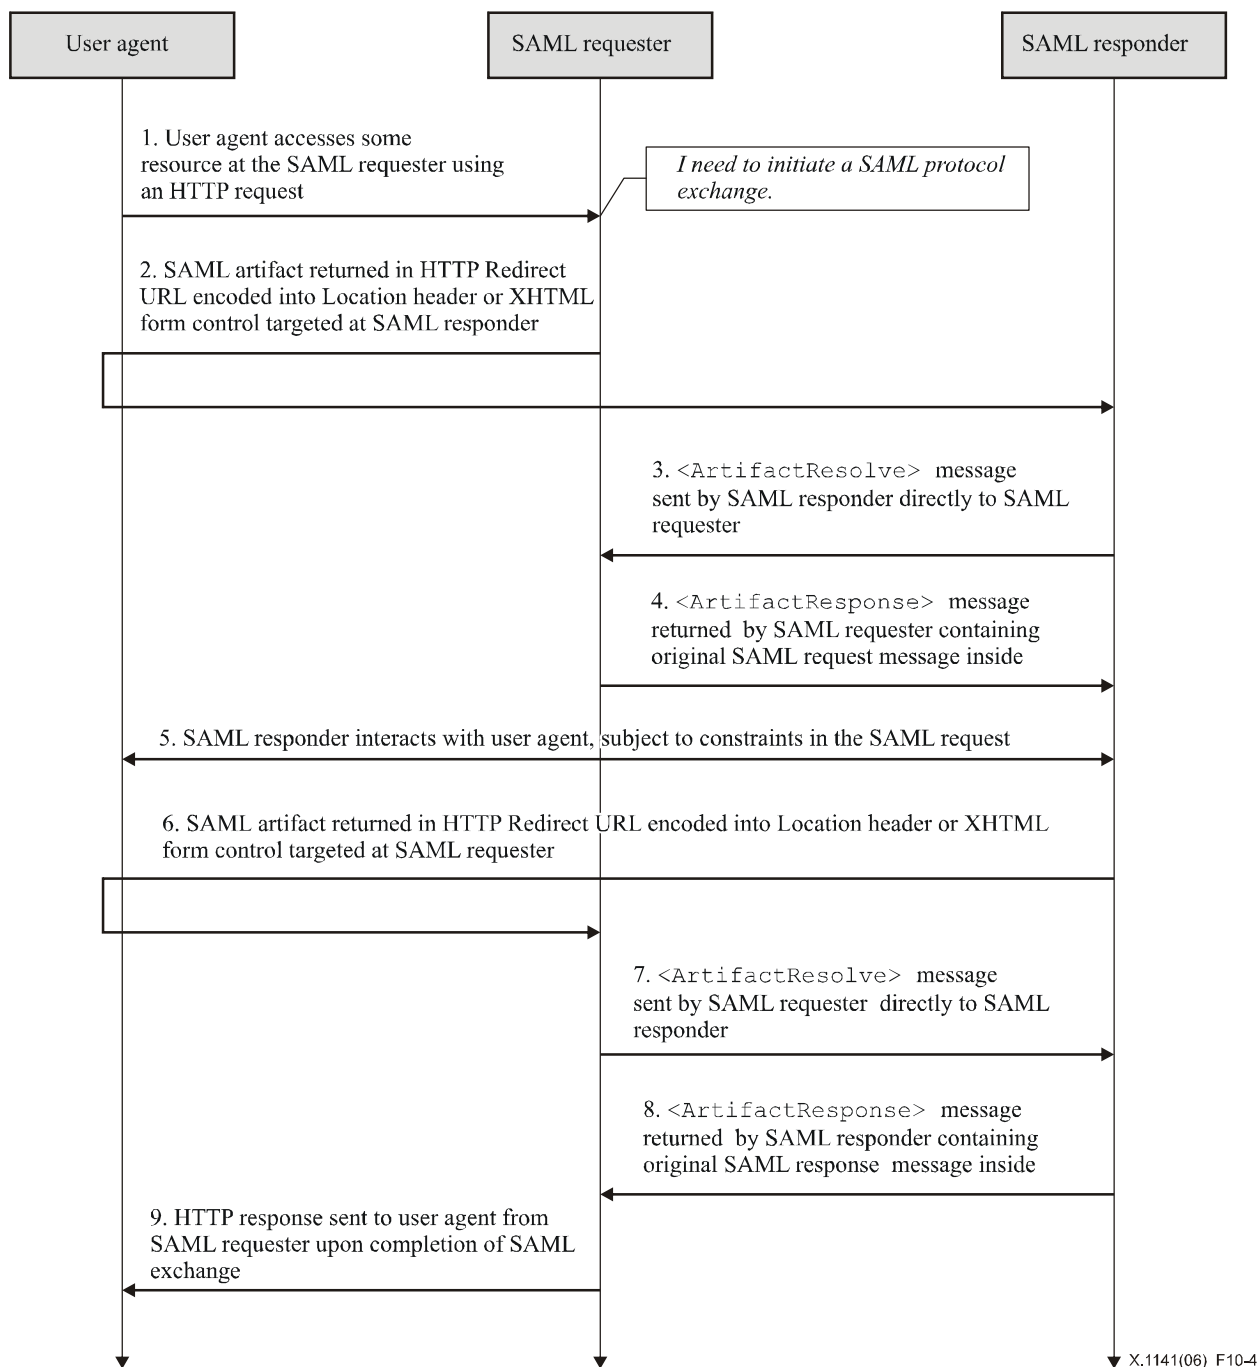 User agent
SAML requester
SAML responder
1. User agent accesses some
resource at the SAML requester using
an HTTP request
I need to initiate a SAML protocol
exchange.
2. SAML artifact returned in HTTP Redirect
URL encoded into Location header or XHTML
form control targeted at SAML responder
3. <ArtifactResolve> message
sent by SAML responder directly to SAML
requester
4. <ArtifactResponse> message
returned by SAML requester containing
original SAML request message inside
5. SAML responder interacts with user agent, subject to constraints in the SAML request
6. SAML artifact returned in HTTP Redirect URL encoded into Location header or XHTML
form control targeted at SAML requester
7. <ArtifactResolve> message
sent by SAML requester directly to SAML
responder
8. <ArtifactResponse> message
returned by SAML responder containing
original SAML response message inside
9. HTTP response sent to user agent from
SAML requester upon completion of SAML
exchange
X.1141(06)_F10-4